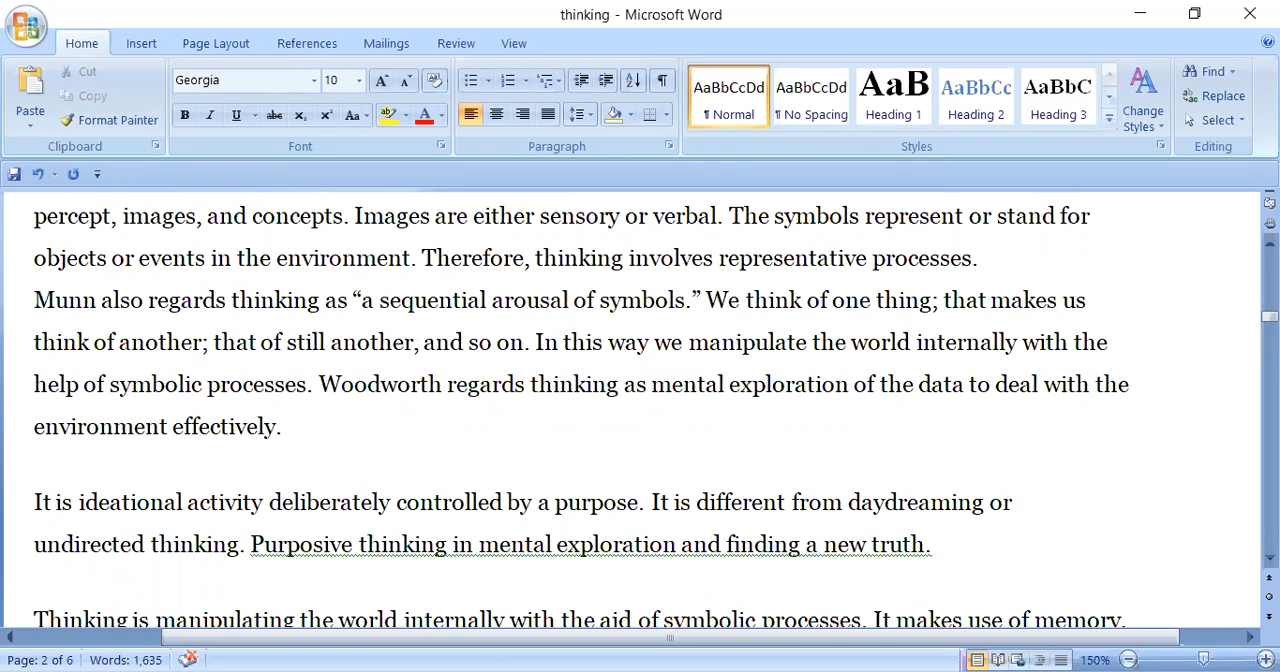 thinking - Microsoft Word
Home Insert Page Layout References Mailings Review View
Paste
Cut
Copy
Format Painter
Clipboard
Georgia 10
B I U abc X₂ X² Aa
Font
Paragraph
AaBbCcDd AaBbCcDd AaB AaBbCc AaBbC
¶ Normal ¶ No Spacing Heading 1 Heading 2 Heading 3
Change Styles
Styles
Find
Replace
Select
Editing
percept, images, and concepts. Images are either sensory or verbal. The symbols represent or stand for
objects or events in the environment. Therefore, thinking involves representative processes.
Munn also regards thinking as “a sequential arousal of symbols.” We think of one thing; that makes us
think of another; that of still another, and so on. In this way we manipulate the world internally with the
help of symbolic processes. Woodworth regards thinking as mental exploration of the data to deal with the
environment effectively.
It is ideational activity deliberately controlled by a purpose. It is different from daydreaming or
undirected thinking. Purposive thinking in mental exploration and finding a new truth.
Thinking is manipulating the world internally with the aid of symbolic processes. It makes use of memory,
Page: 2 of 6 Words: 1,635 150%